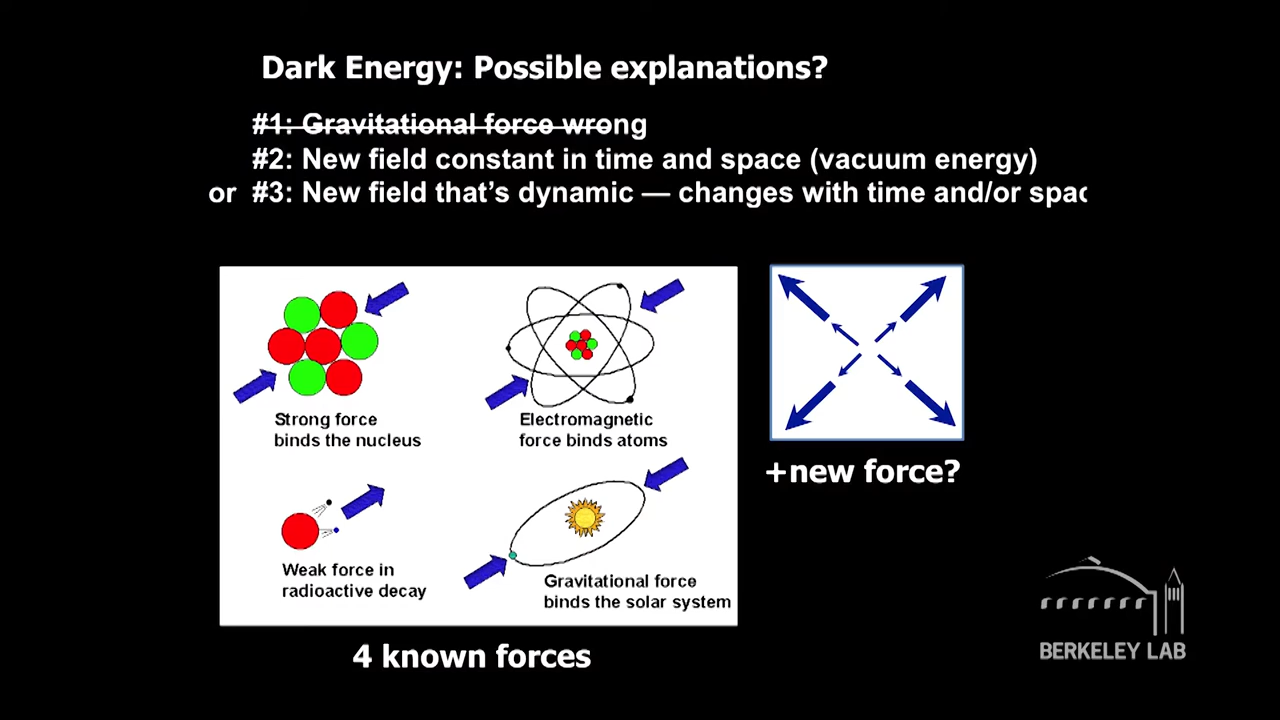 Dark Energy: Possible explanations?
#1: Gravitational force wrong
#2: New field constant in time and space (vacuum energy)
or #3: New field that's dynamic — changes with time and/or spac
Strong force
binds the nucleus
Electromagnetic
force binds atoms
Weak force in
radioactive decay
Gravitational force
binds the solar system
4 known forces
+new force?
BERKELEY LAB